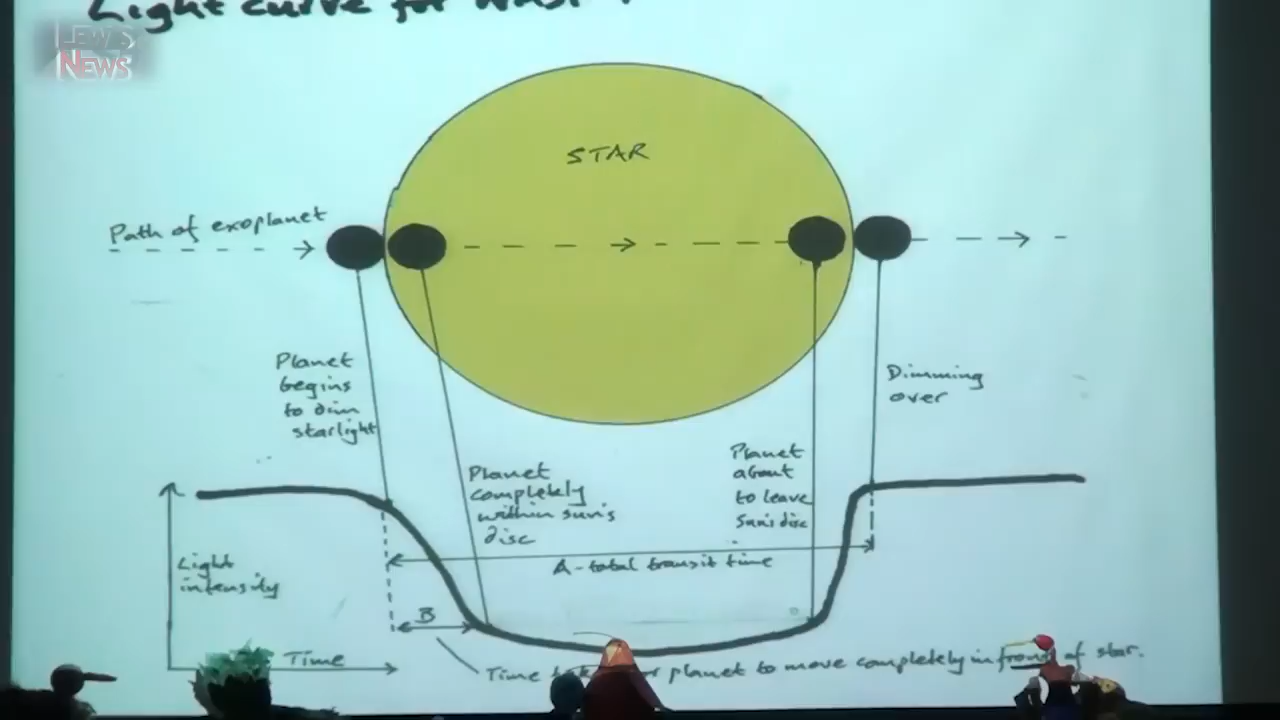 Light curve for
LEWIS
NEWS
STAR
Path of exoplanet
Planet
begins
to dim
starlight
Dimming
over
Planet
completely
within sun's
disc
Planet
about
to leave
sun's disc
Light
intensity
A - total transit time
B
Time
Time planet to move completely in front of star.